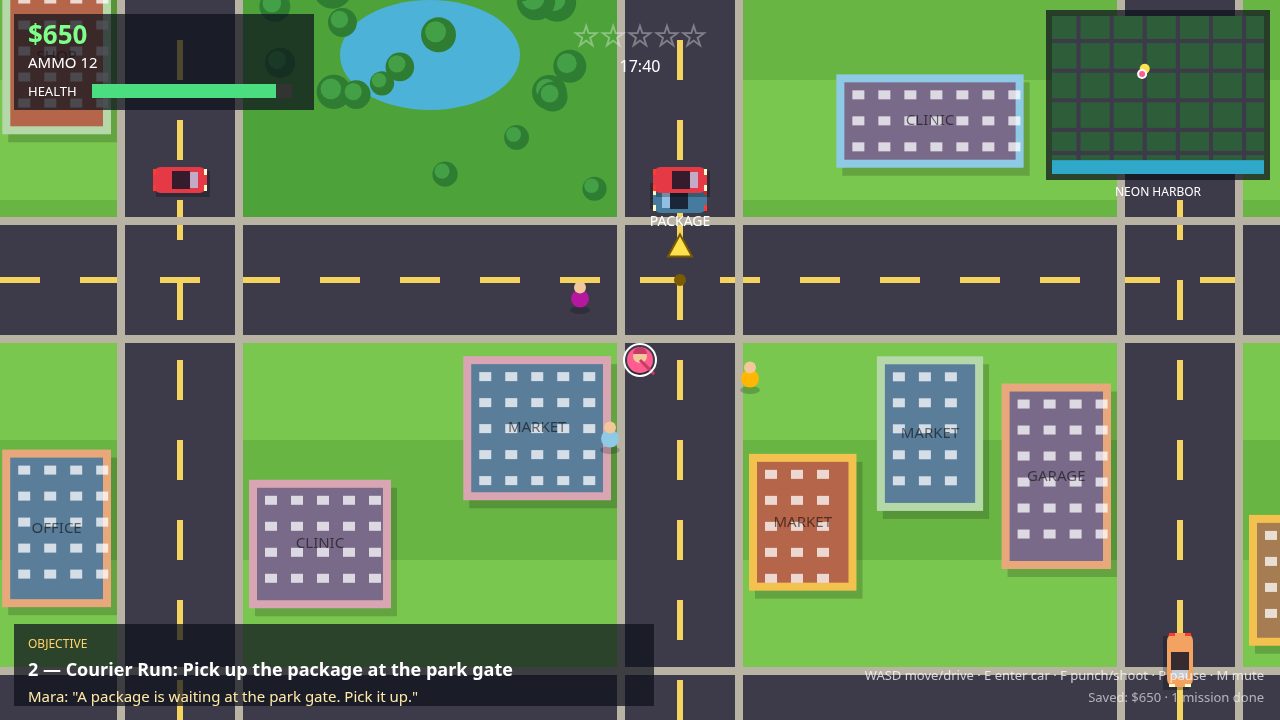 $650
AMMO 12
HEALTH
17:40
CLINIC
NEON HARBOR
PACKAGE
MARKET
MARKET
GARAGE
OFFICE
MARKET
CLINIC
OBJECTIVE
2 — Courier Run: Pick up the package at the park gate
Mara: "A package is waiting at the park gate. Pick it up."
WASD move/drive · E enter car · F punch/shoot · P pause · M mute
Saved: $650 · 1 mission done